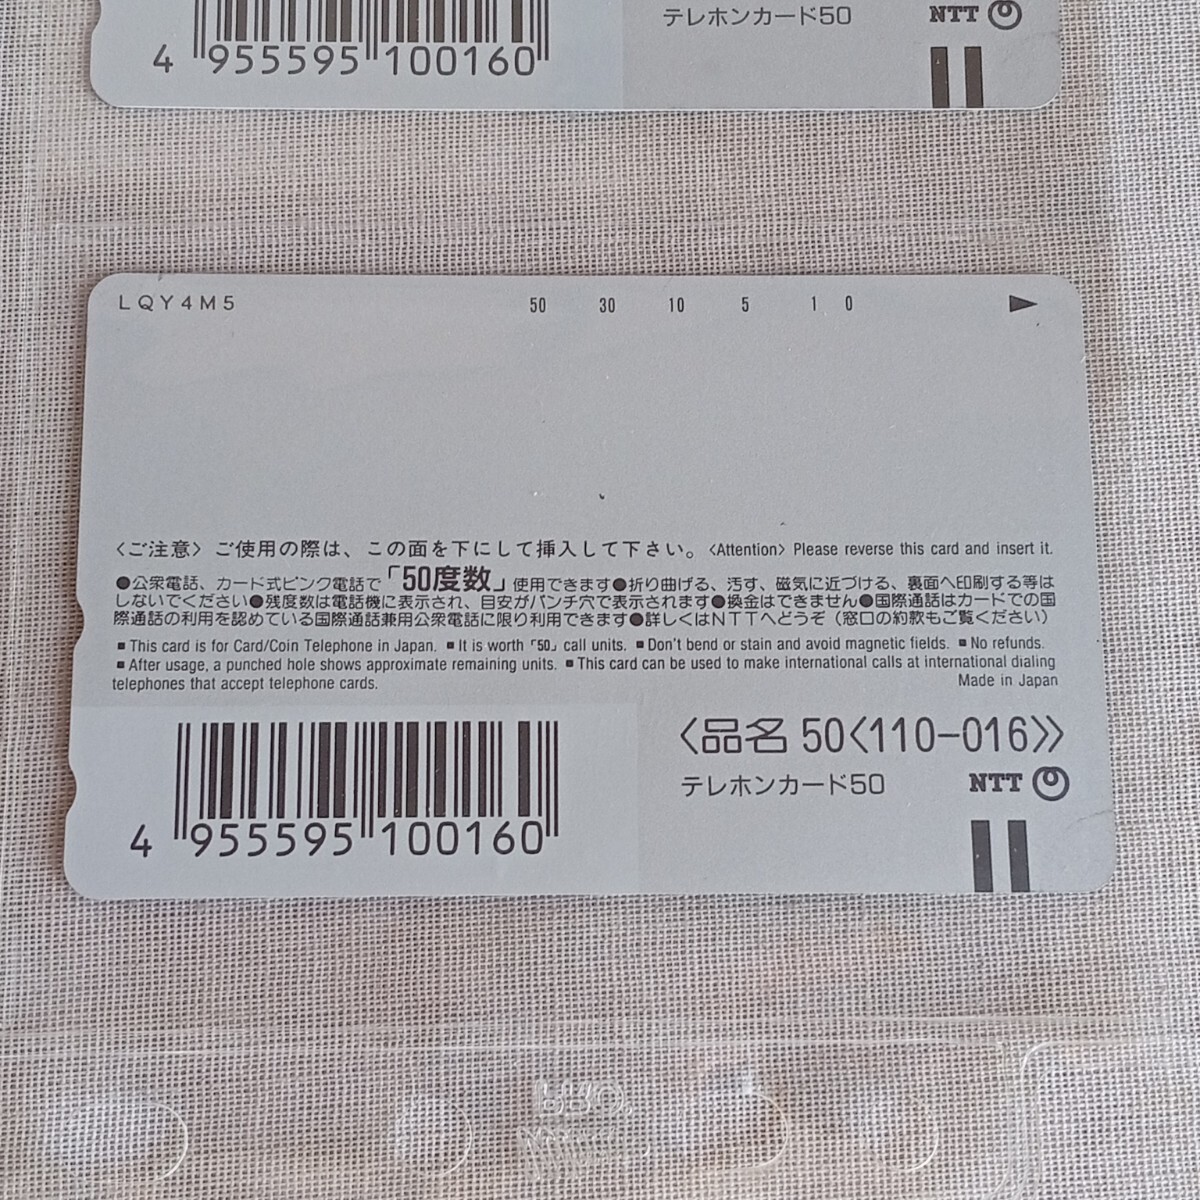 テレホンカード50 NTT
4 955595 100160
LQY4M5 50 30 10 5 1 0
〈ご注意〉ご使用の際は、この面を下にして挿入して下さい。〈Attention〉Please reverse this card and insert it.
●公衆電話、カード式ピンク電話で「50度数」使用できます●折り曲げる、汚す、磁気に近づける、裏面へ印刷する等は
しないでください●残度数は電話機に表示され、目安がパンチ穴で表示されます●換金はできません●国際通話はカードでの国
際通話の利用を認めている国際通話兼用公衆電話に限り利用できます●詳しくはNTTへどうぞ（窓口の約款もご覧ください）
■This card is for Card/Coin Telephone in Japan. ■It is worth「50」call units. ■Don't bend or stain and avoid magnetic fields. ■No refunds.
■After usage, a punched hole shows approximate remaining units. ■This card can be used to make international calls at international dialing
telephones that accept telephone cards. Made in Japan
〈品名 50〈110-016〉〉
テレホンカード50 NTT
4 955595 100160